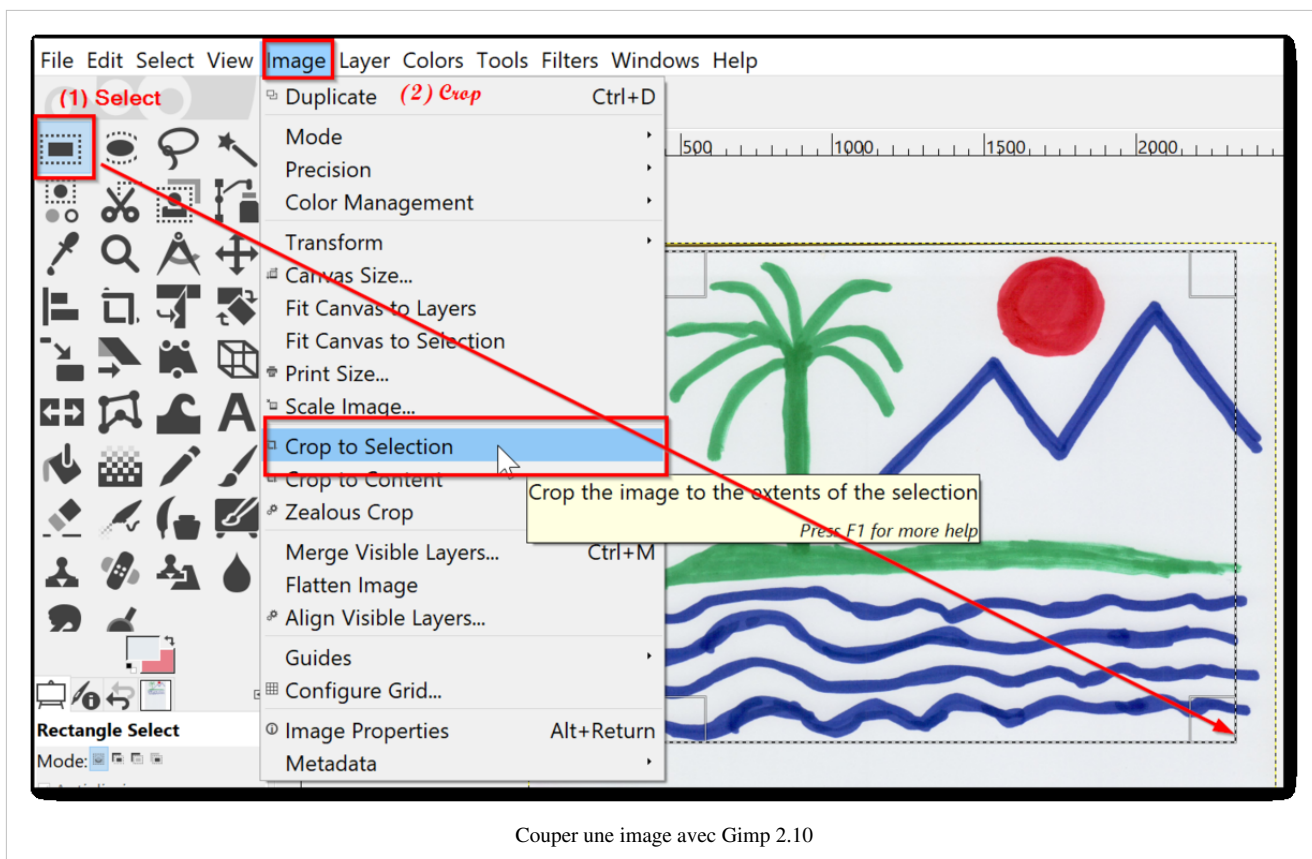 File Edit Select View Image Layer Colors Tools Filters Windows Help
(1) Select
Duplicate (2) Crop Ctrl+D
Mode
Precision
Color Management
Transform
Canvas Size...
Fit Canvas to Layers
Fit Canvas to Selection
Print Size...
Scale Image...
Crop to Selection
Crop to Content
Zealous Crop
Merge Visible Layers... Ctrl+M
Flatten Image
Align Visible Layers...
Guides
Configure Grid...
Image Properties Alt+Return
Metadata
500 1000 1500 2000
Crop the image to the extents of the selection
Press F1 for more help
Rectangle Select
Mode:
Couper une image avec Gimp 2.10